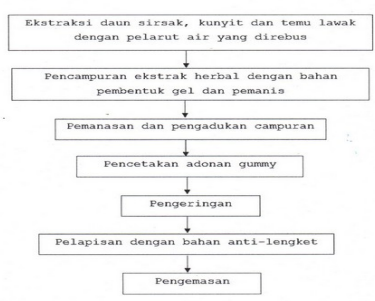 Ekstraksi daun sirsak, kunyit dan temu lawak
dengan pelarut air yang direbus
Pencampuran ekstrak herbal dengan bahan
pembentuk gel dan pemanis
Pemanasan dan pengadukan campuran
Pencetakan adonan gummy
Pengeringan
Pelapisan dengan bahan anti-lengket
Pengemasan